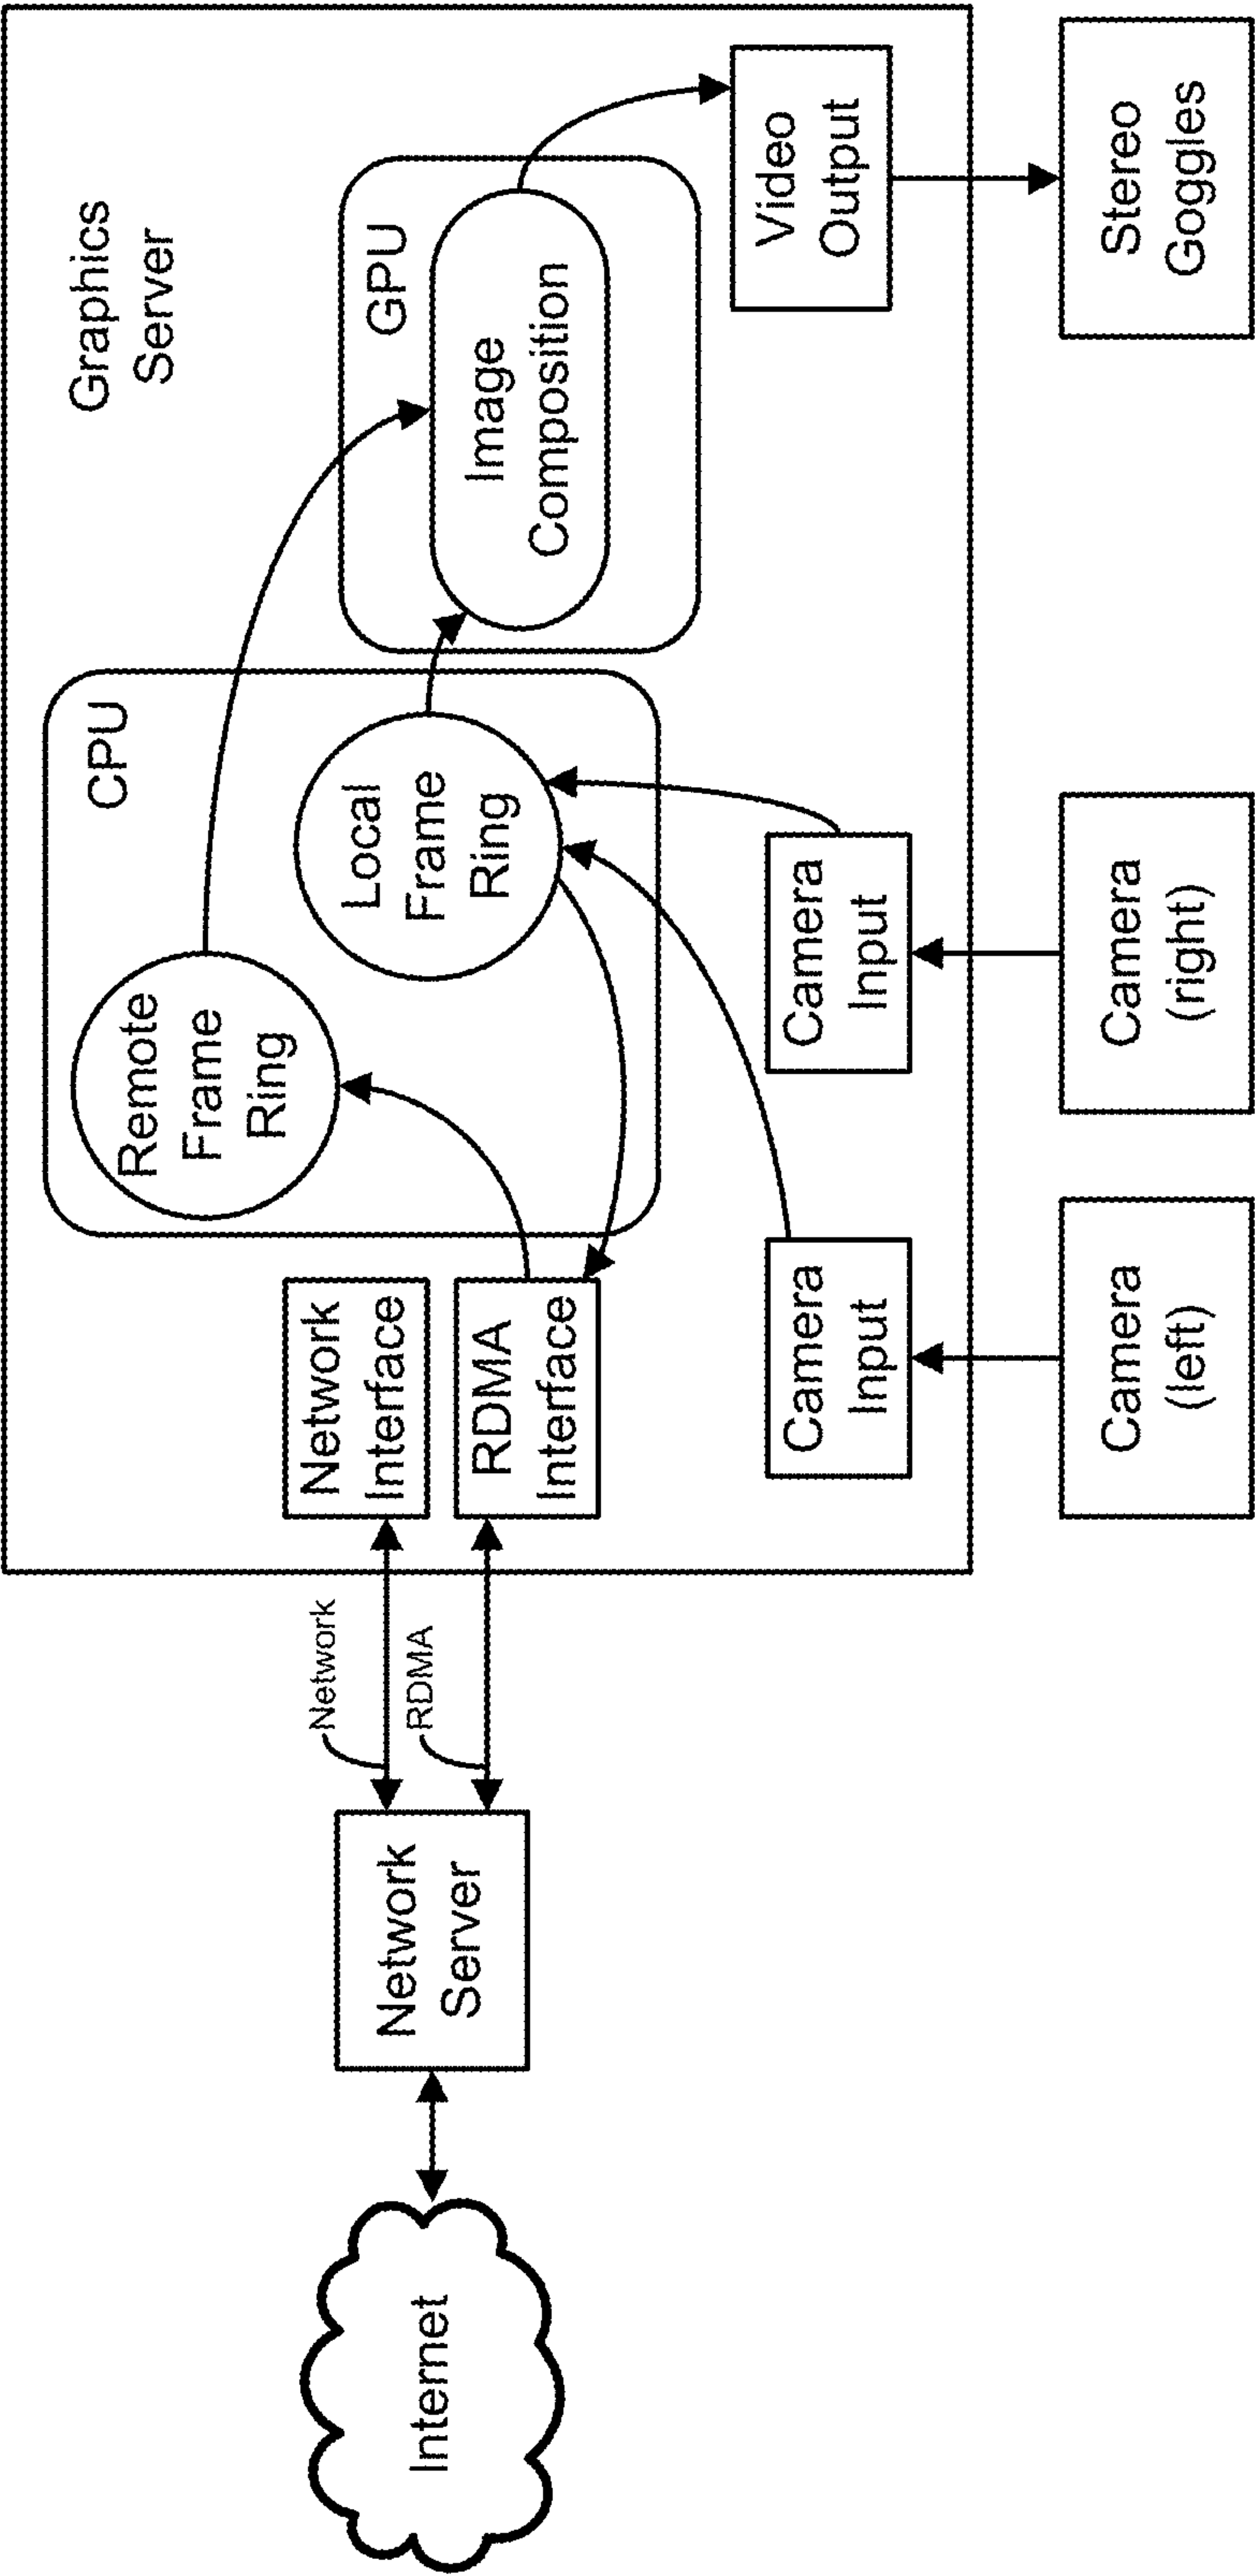 Graphics
Server
CPU
GPU
Remote
Frame
Ring
Local
Frame
Ring
Image
Composition
Network
Interface
RDMA
Interface
Network
RDMA
Network
Server
Internet
Camera
Input
Camera
Input
Video
Output
Camera
(left)
Camera
(right)
Stereo
Goggles